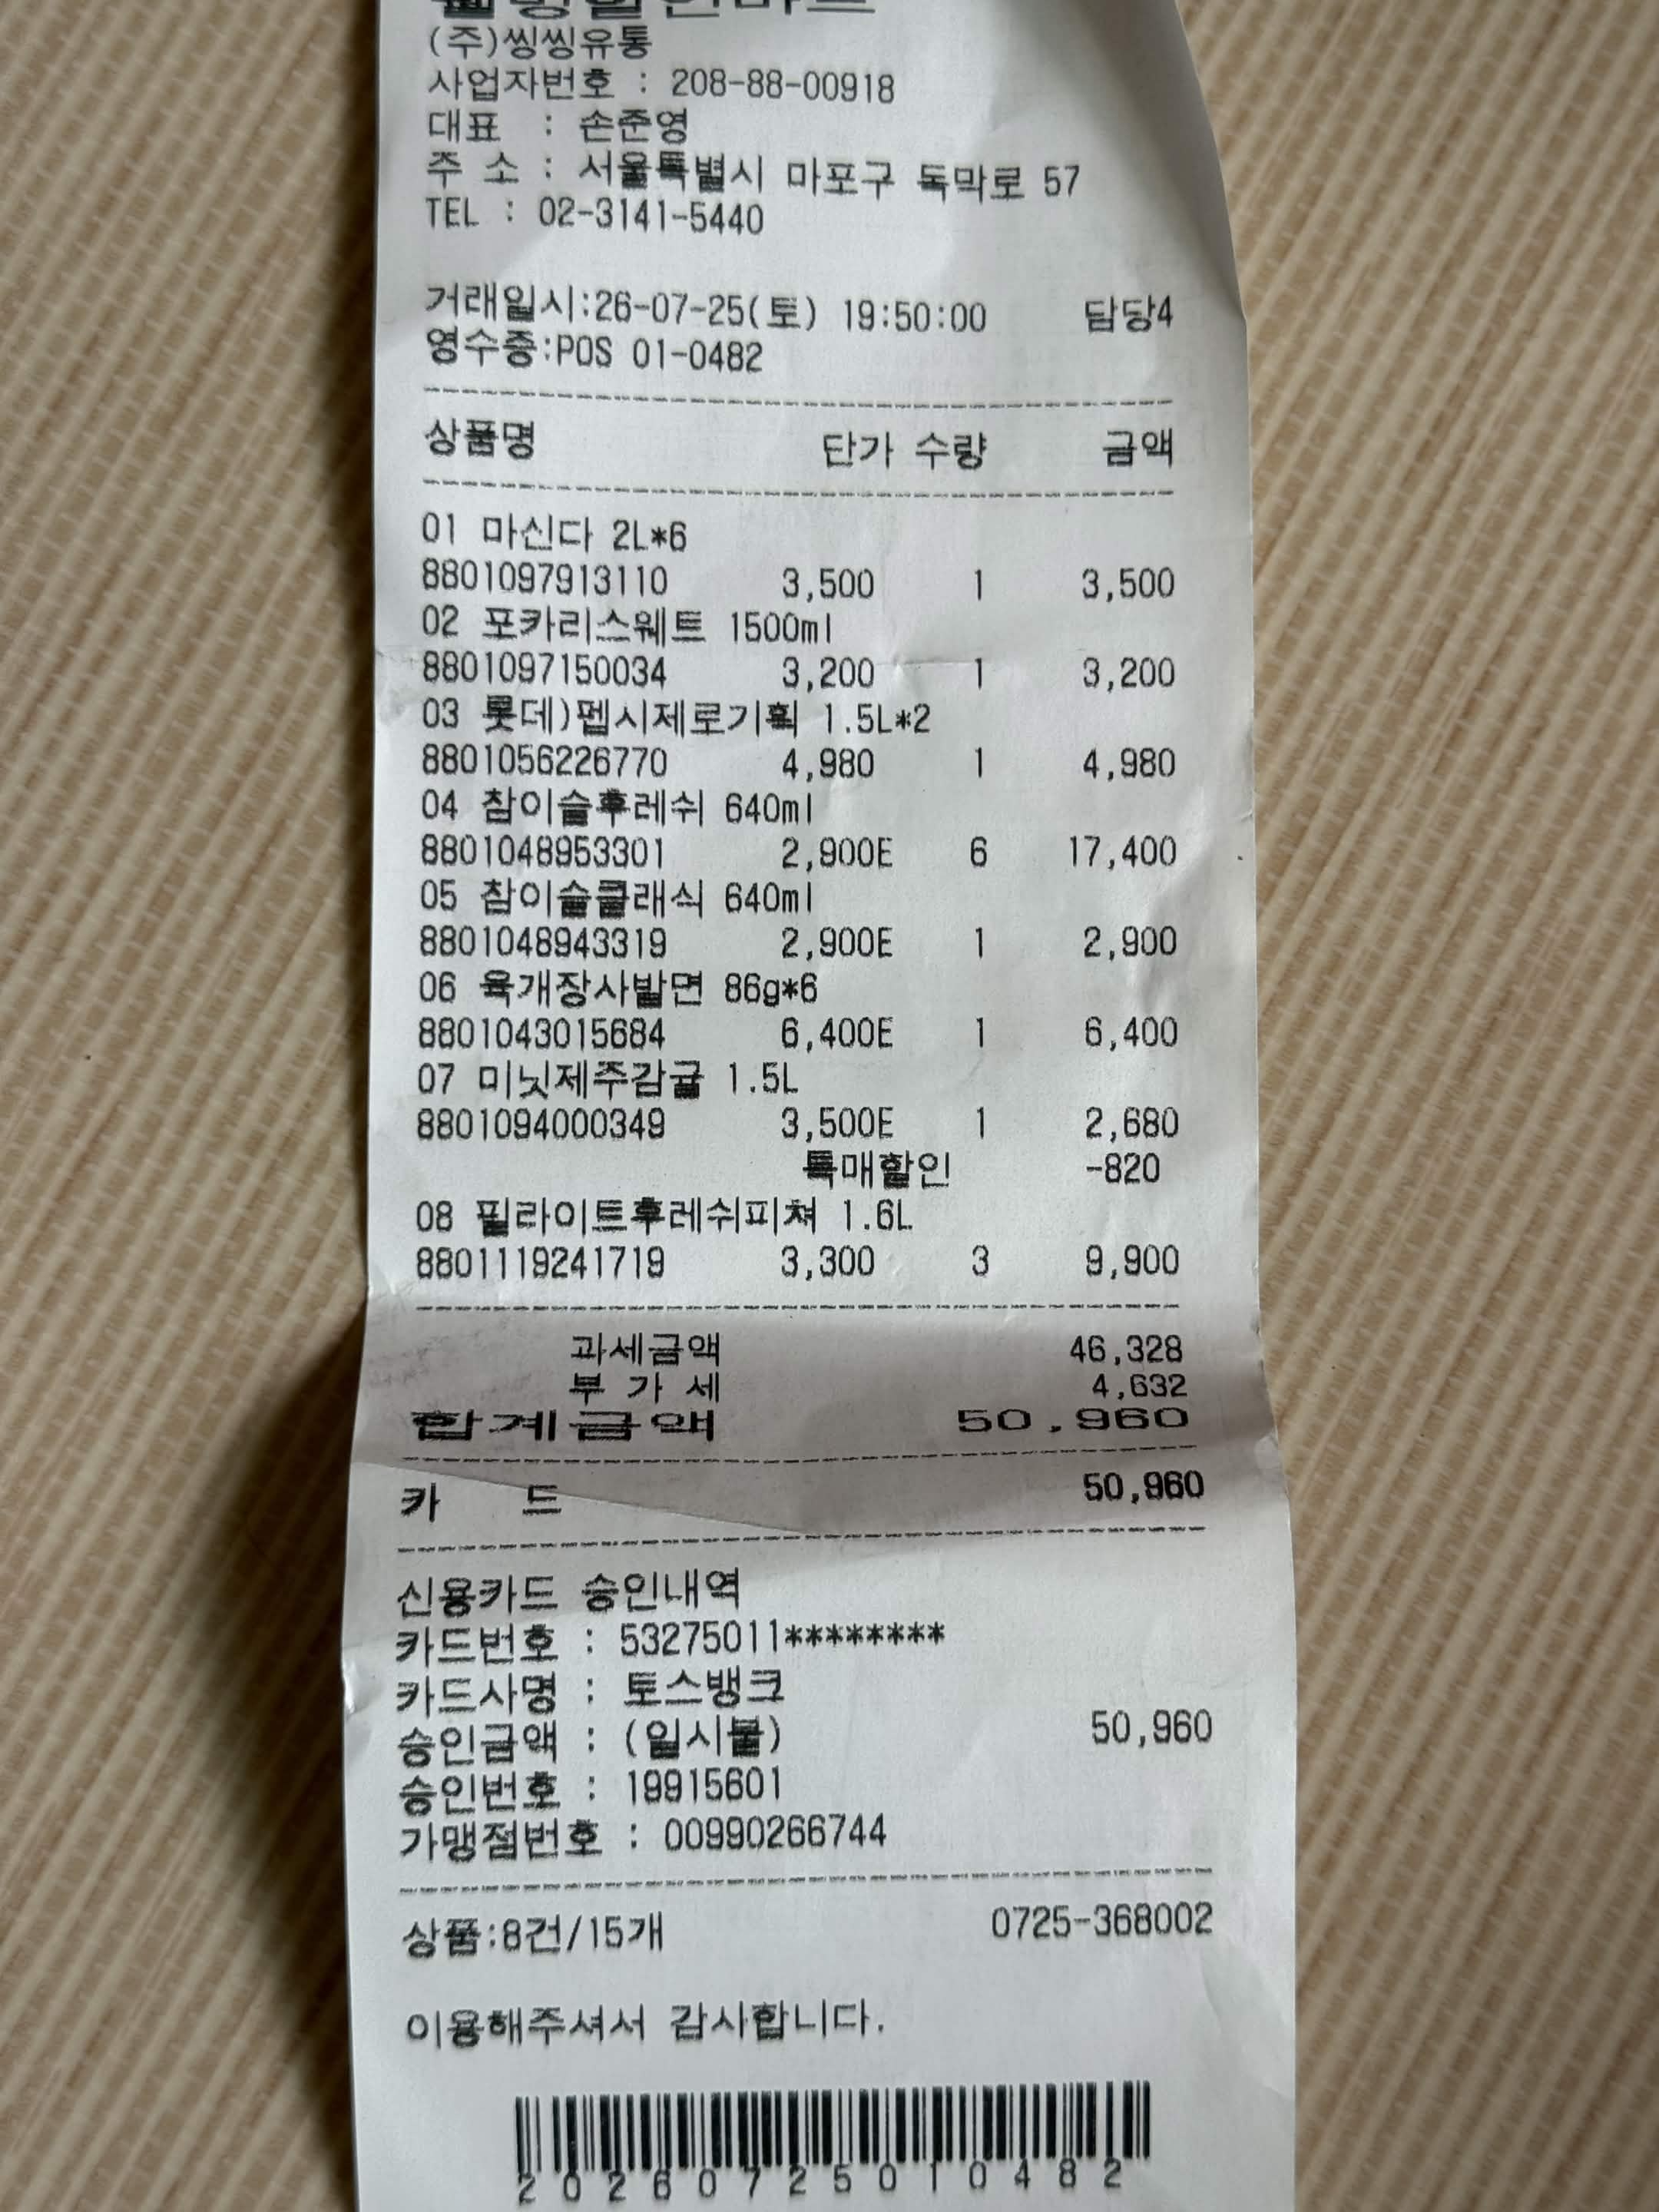 (주)씽씽유통
사업자번호 : 208-88-00918
대표 : 손준영
주 소 : 서울특별시 마포구 독막로 57
TEL : 02-3141-5440
거래일시:26-07-25(토) 19:50:00 담당4
영수증:POS 01-0482
상품명 단가 수량 금액
01 마신다 2L*6
8801097913110 3,500 1 3,500
02 포카리스웨트 1500ml
8801097150034 3,200 1 3,200
03 롯데)펩시제로기획 1.5L*2
8801056226770 4,980 1 4,980
04 참이슬후레쉬 640ml
8801048953301 2,900E 6 17,400
05 참이슬클래식 640ml
8801048943319 2,900E 1 2,900
06 육개장사발면 86g*6
8801043015684 6,400E 1 6,400
07 미닛제주감귤 1.5L
8801094000349 3,500E 1 2,680
특매할인 -820
08 필라이트후레쉬피쳐 1.6L
8801119241719 3,300 3 9,900
과세금액 46,328
부 가 세 4,632
합계금액 50,960
카 드 50,960
신용카드 승인내역
카드번호 : 53275011********
카드사명 : 토스뱅크
승인금액 : (일시불) 50,960
승인번호 : 19915601
가맹점번호 : 00990266744
상품:8건/15개 0725-368002
이용해주셔서 감사합니다.
20260725010482